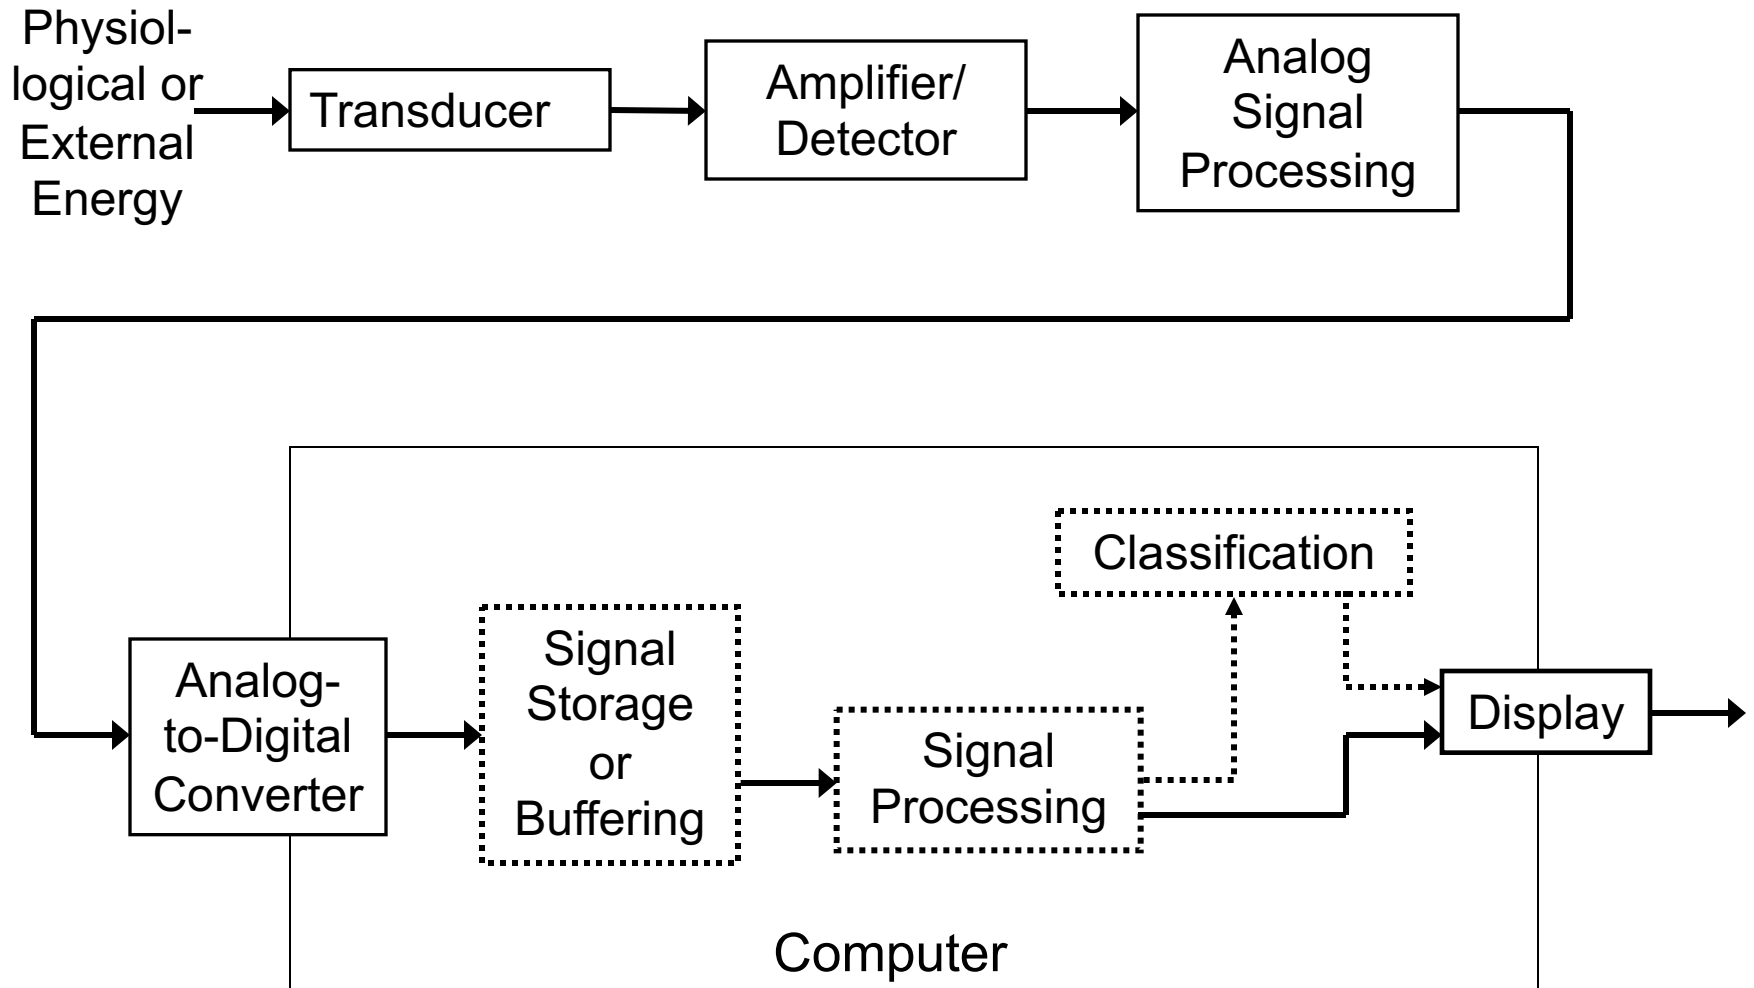 Physiol-
logical or
External
Energy
Transducer
Amplifier/
Detector
Analog
Signal
Processing
Classification
Analog-
to-Digital
Converter
Signal
Storage
or
Buffering
Signal
Processing
Display
Computer